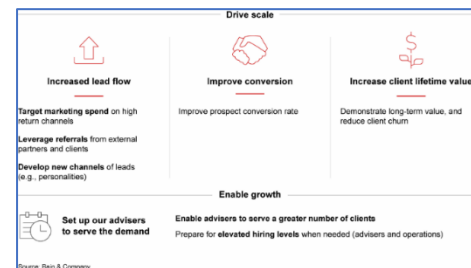 Drive scale
Increased lead flow
Target marketing spend on high
return channels
Leverage referrals from external
partners and clients
Develop new channels of leads
(e.g., personalities)
Improve conversion
Improve prospect conversion rate
Increase client lifetime value
Demonstrate long-term value, and
reduce client churn
Enable growth
Set up our advisers
to serve the demand
Enable advisers to serve a greater number of clients
Prepare for elevated hiring levels when needed (advisers and operations)
Source: Bain & Company